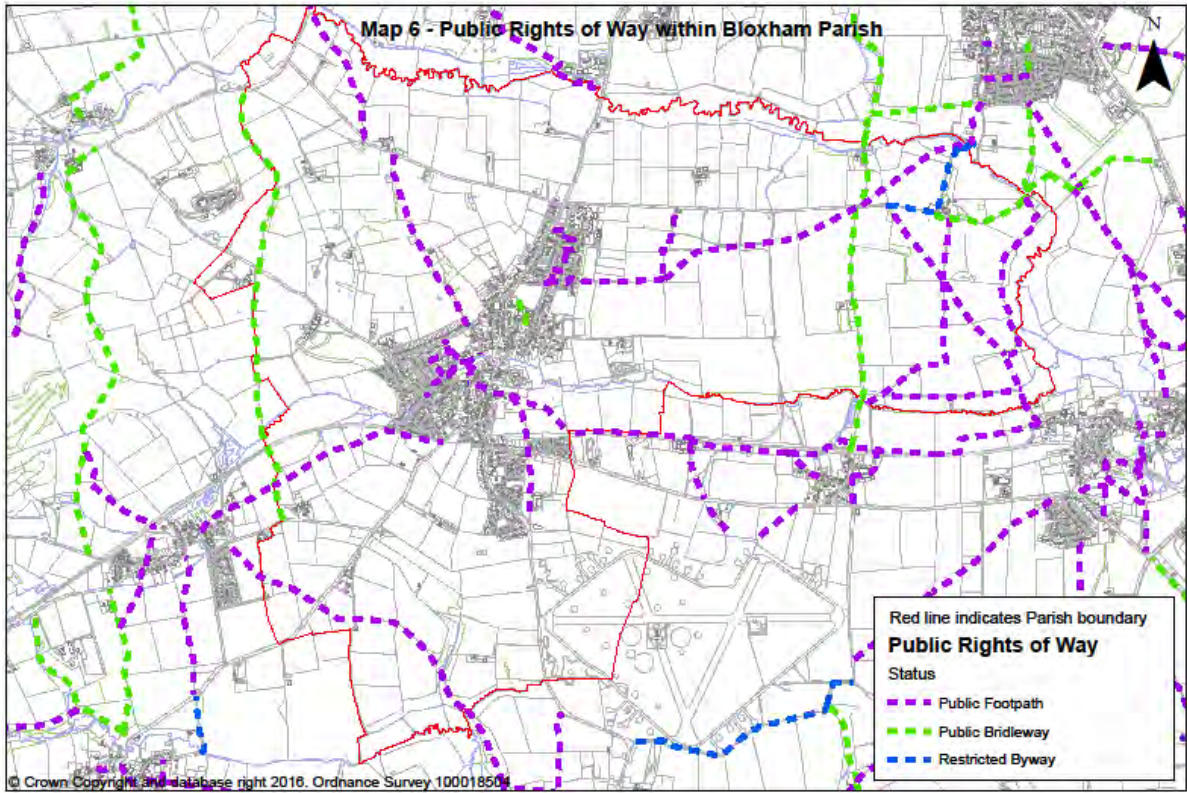 Map 6 - Public Rights of Way within Bloxham Parish
N
Red line indicates Parish boundary
Public Rights of Way
Status
Public Footpath
Public Bridleway
Restricted Byway
© Crown Copyright and database right 2016. Ordnance Survey 100018504